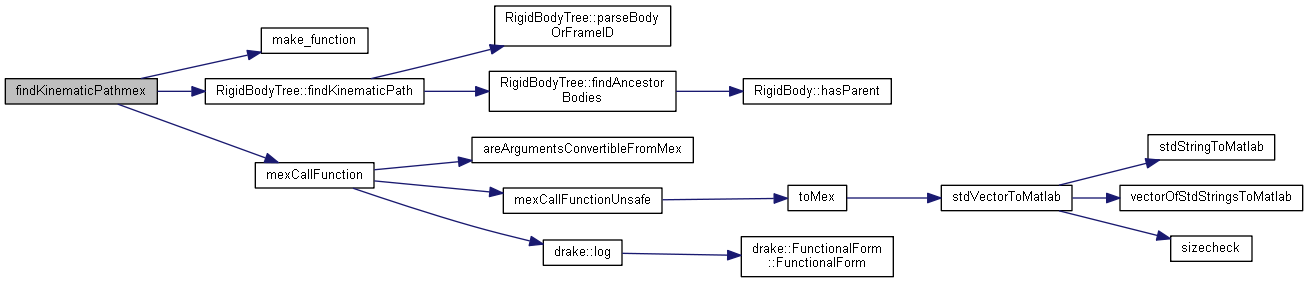 findKinematicPathmex
make_function
RigidBodyTree::findKinematicPath
RigidBodyTree::parseBody
OrFrameID
RigidBodyTree::findAncestor
Bodies
RigidBody::hasParent
mexCallFunction
areArgumentsConvertibleFromMex
mexCallFunctionUnsafe
toMex
stdVectorToMatlab
stdStringToMatlab
vectorOfStdStringsToMatlab
sizecheck
drake::log
drake::FunctionalForm
::FunctionalForm